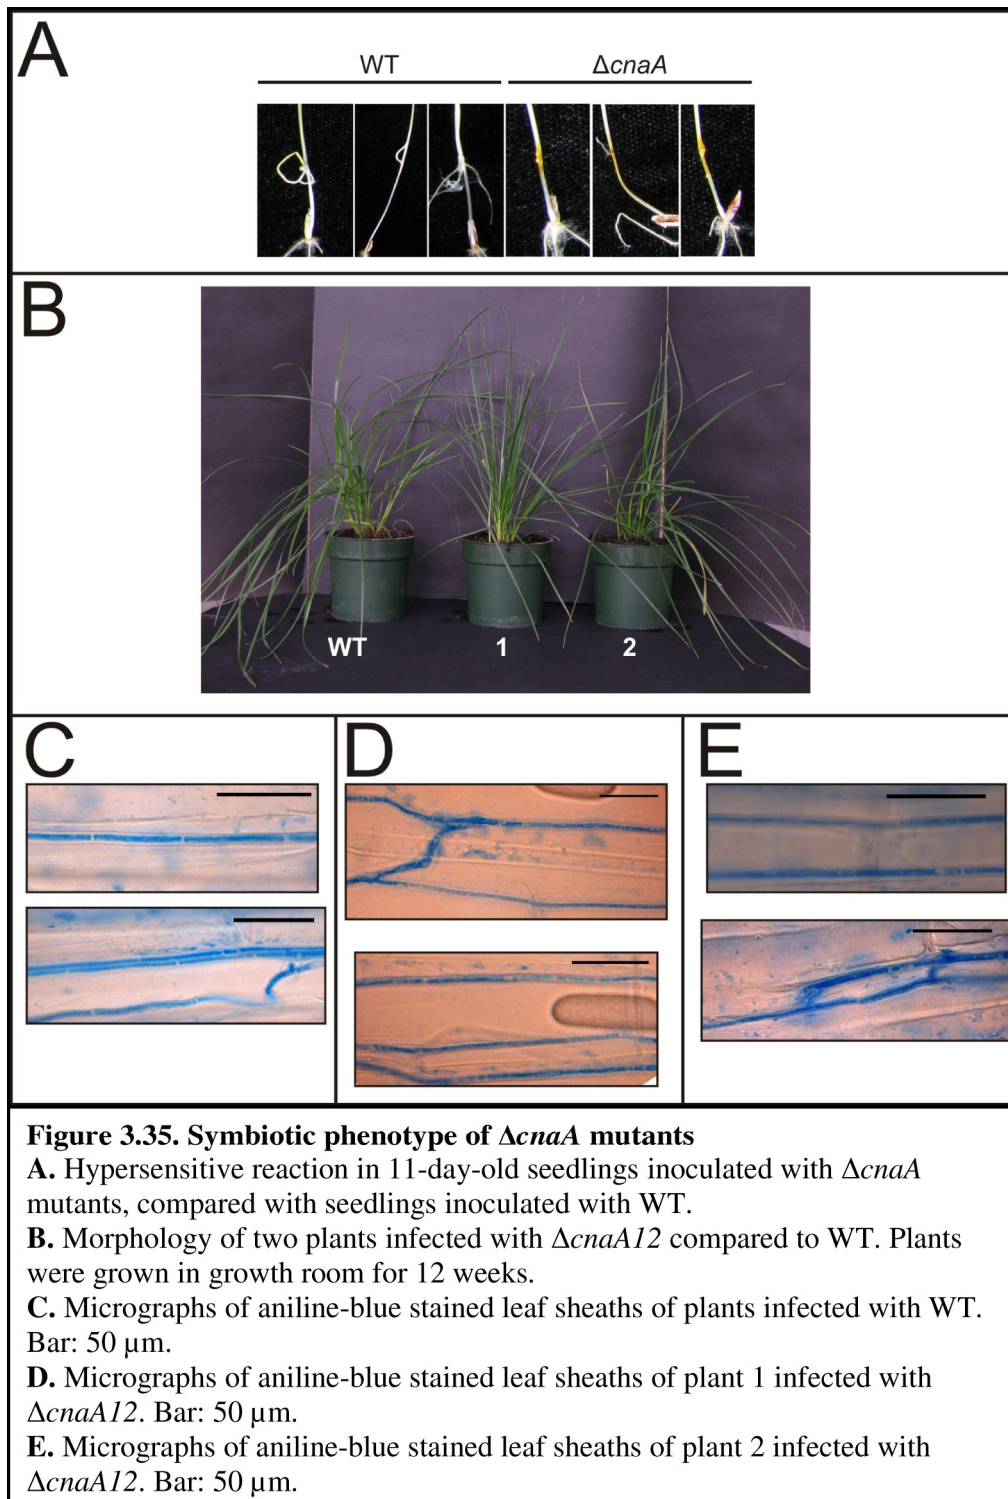 A
WT ΔcnaA
B
WT 1 2
C D E
Figure 3.35. Symbiotic phenotype of ΔcnaA mutants
A. Hypersensitive reaction in 11-day-old seedlings inoculated with ΔcnaA
mutants, compared with seedlings inoculated with WT.
B. Morphology of two plants infected with ΔcnaA12 compared to WT. Plants
were grown in growth room for 12 weeks.
C. Micrographs of aniline-blue stained leaf sheaths of plants infected with WT.
Bar: 50 µm.
D. Micrographs of aniline-blue stained leaf sheaths of plant 1 infected with
ΔcnaA12. Bar: 50 µm.
E. Micrographs of aniline-blue stained leaf sheaths of plant 2 infected with
ΔcnaA12. Bar: 50 µm.